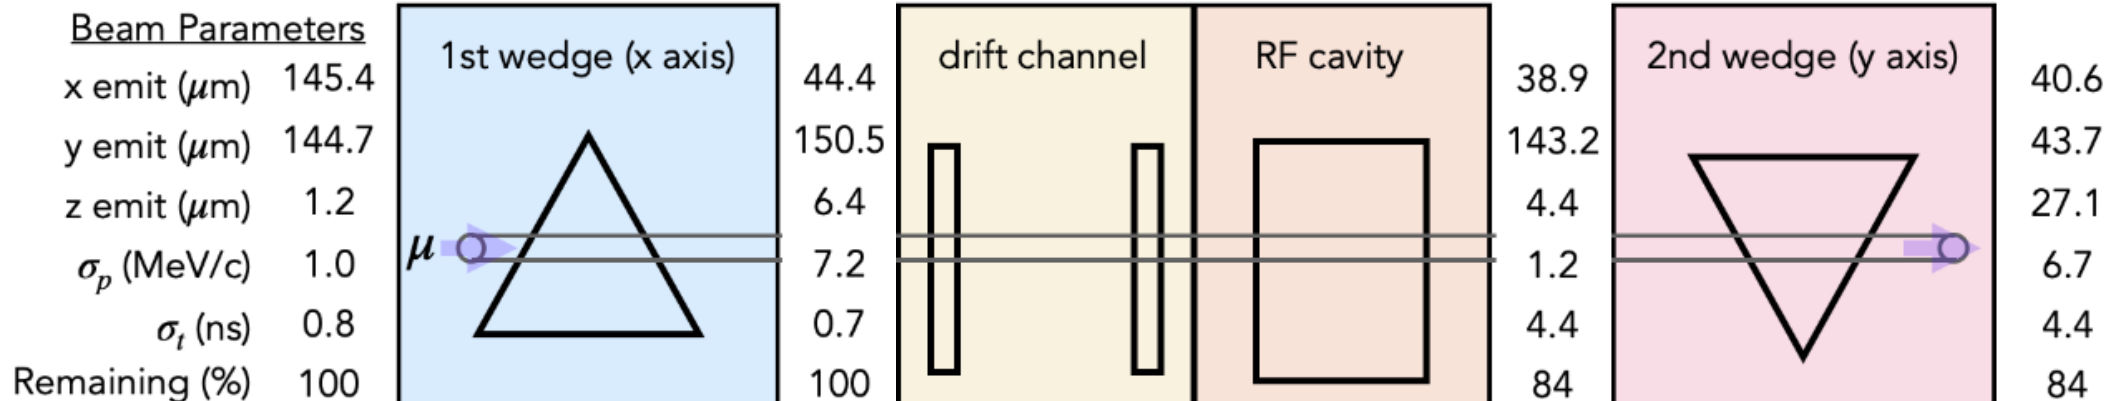 Beam Parameters
1st wedge (x axis)
drift channel
RF cavity
2nd wedge (y axis)
x emit (μm) 145.4 44.4 38.9 40.6
y emit (μm) 144.7 150.5 143.2 43.7
z emit (μm) 1.2 6.4 4.4 27.1
μ
σp (MeV/c) 1.0 7.2 1.2 6.7
σt (ns) 0.8 0.7 4.4 4.4
Remaining (%) 100 100 84 84